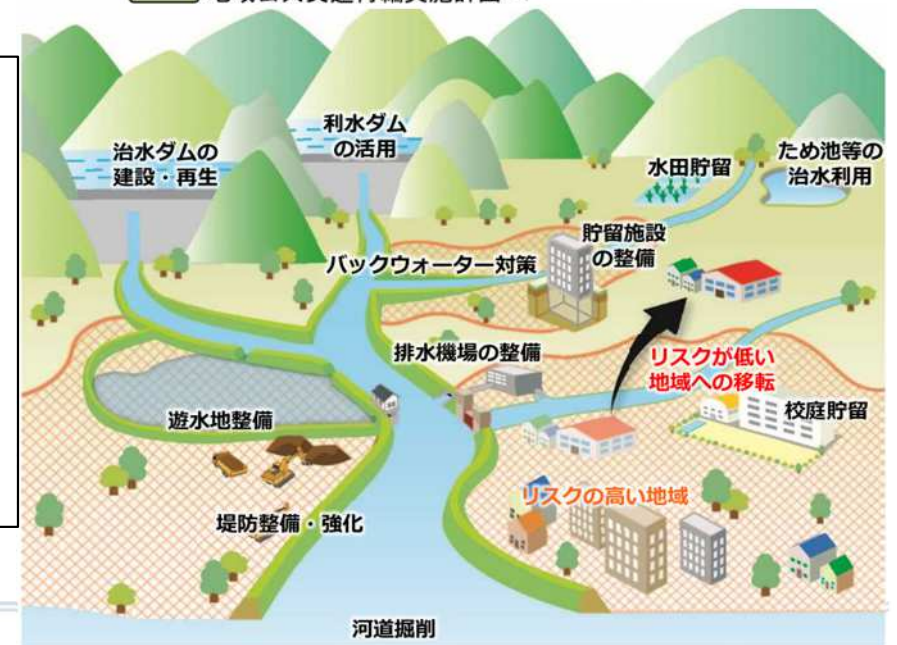 治水ダムの
建設・再生
利水ダム
の活用
水田貯留
ため池等の
治水利用
貯留施設
の整備
バックウォーター対策
排水機場の整備
リスクが低い
地域への移転
校庭貯留
遊水地整備
リスクの高い地域
堤防整備・強化
河道掘削